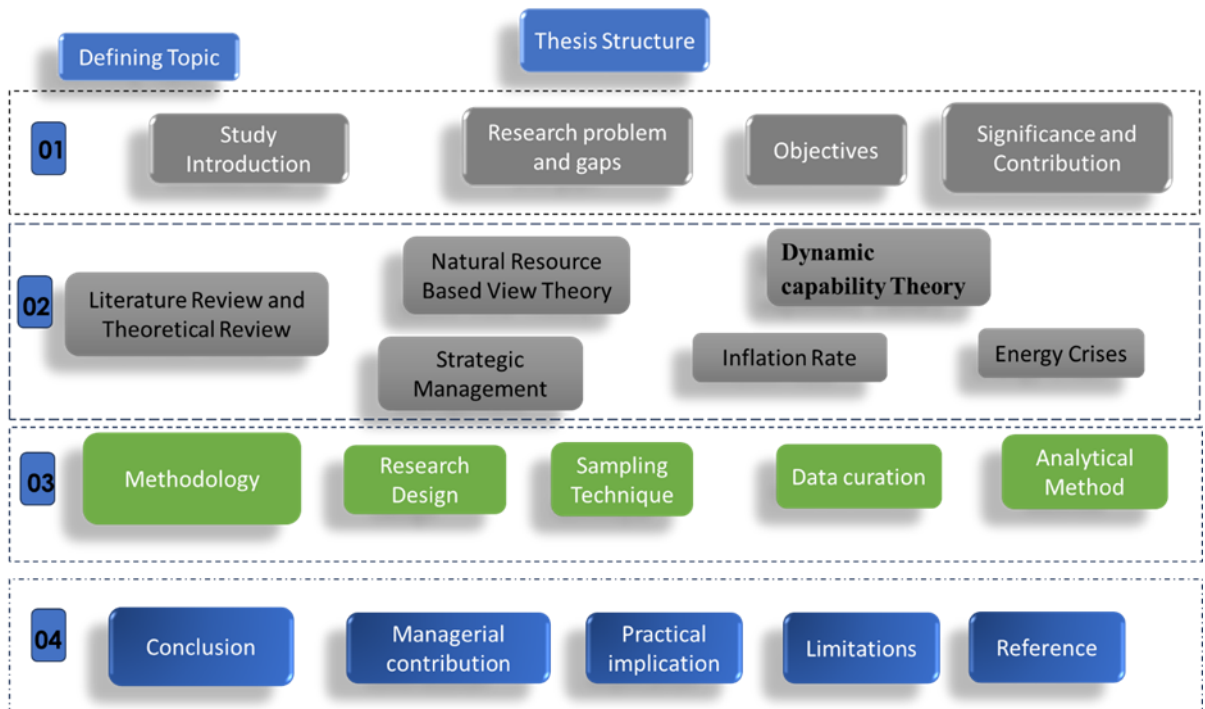 Defining Topic
Thesis Structure
01
Study
Introduction
Research problem
and gaps
Objectives
Significance and
Contribution
02
Literature Review and
Theoretical Review
Natural Resource
Based View Theory
Dynamic
capability Theory
Strategic
Management
Inflation Rate
Energy Crises
03
Methodology
Research
Design
Sampling
Technique
Data curation
Analytical
Method
04
Conclusion
Managerial
contribution
Practical
implication
Limitations
Reference